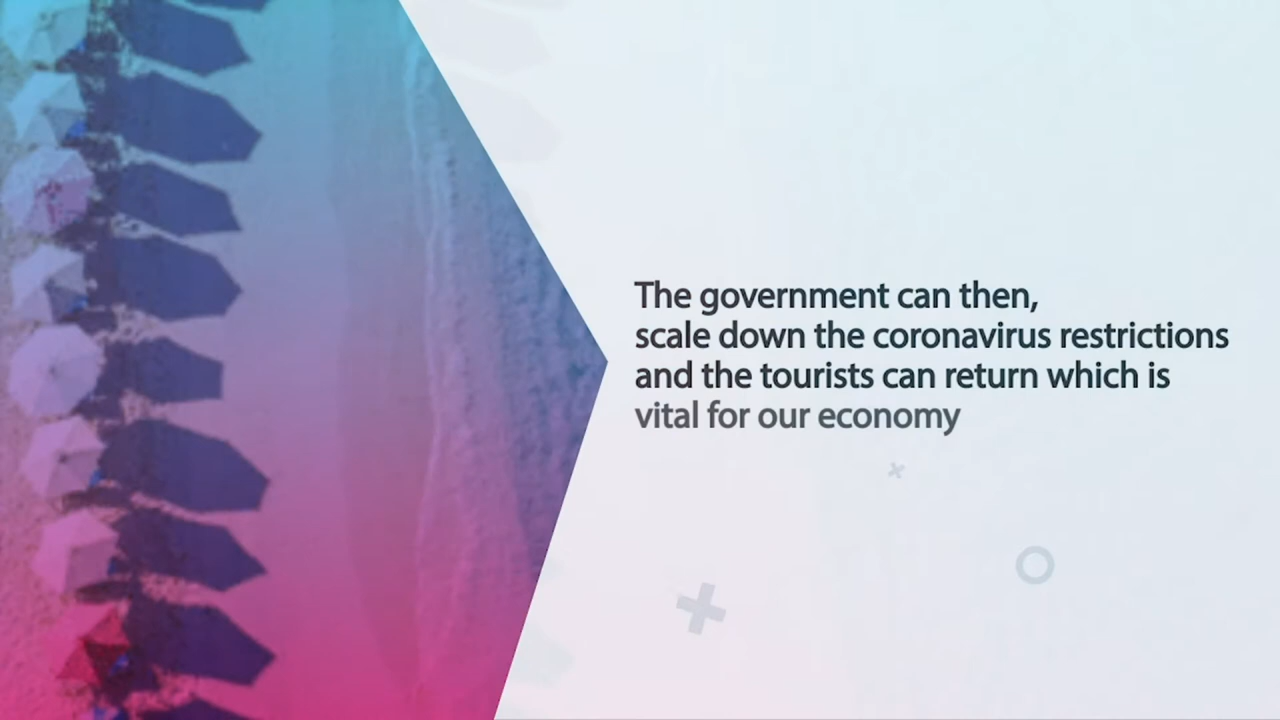 The government can then,
scale down the coronavirus restrictions
and the tourists can return which is
vital for our economy